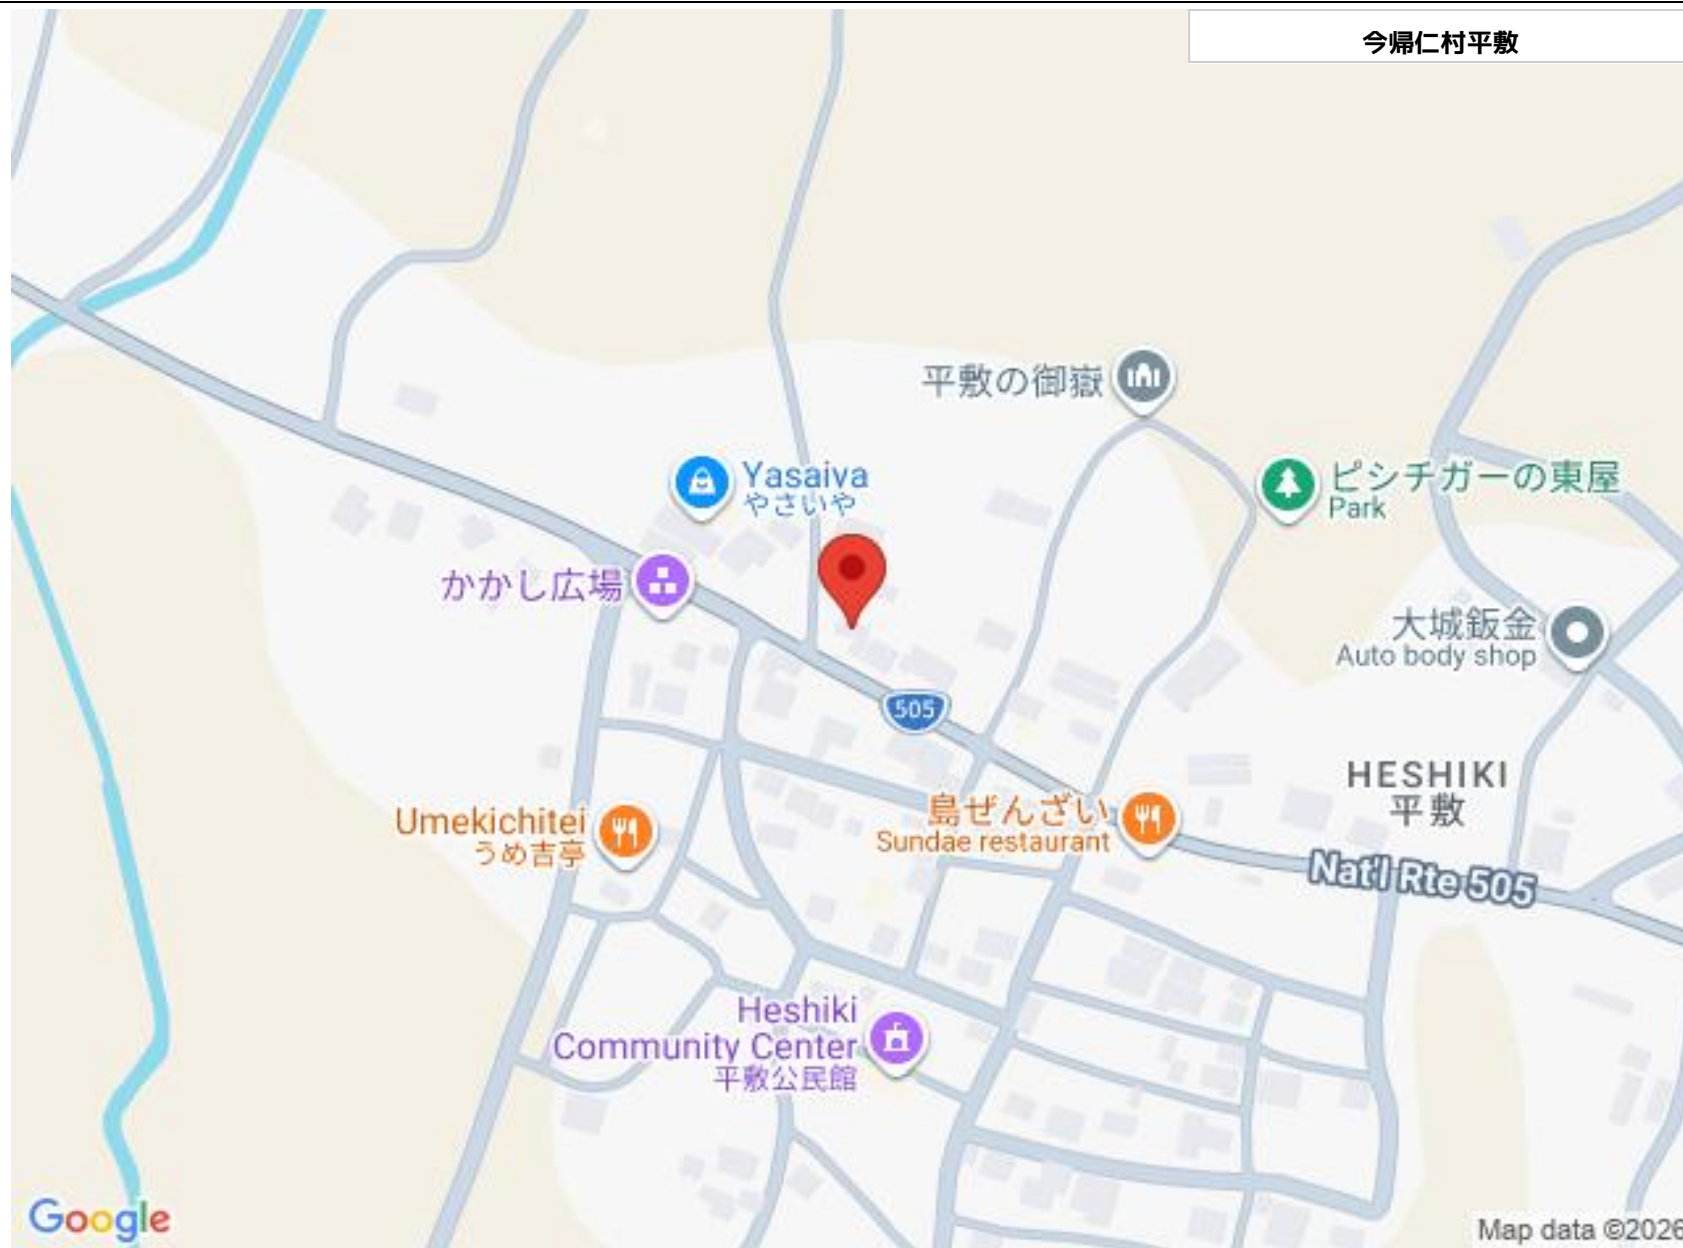 今帰仁村平敷
平敷の御嶽
Yasaiya
やさいや
ピシチガーの東屋
Park
かかし広場
大城鈑金
Auto body shop
505
HESHIKI
平敷
島ぜんざい
Sundae restaurant
Umekichitei
うめ吉亭
Nat'l Rte 505
Heshiki
Community Center
平敷公民館
Google
Map data ©2026